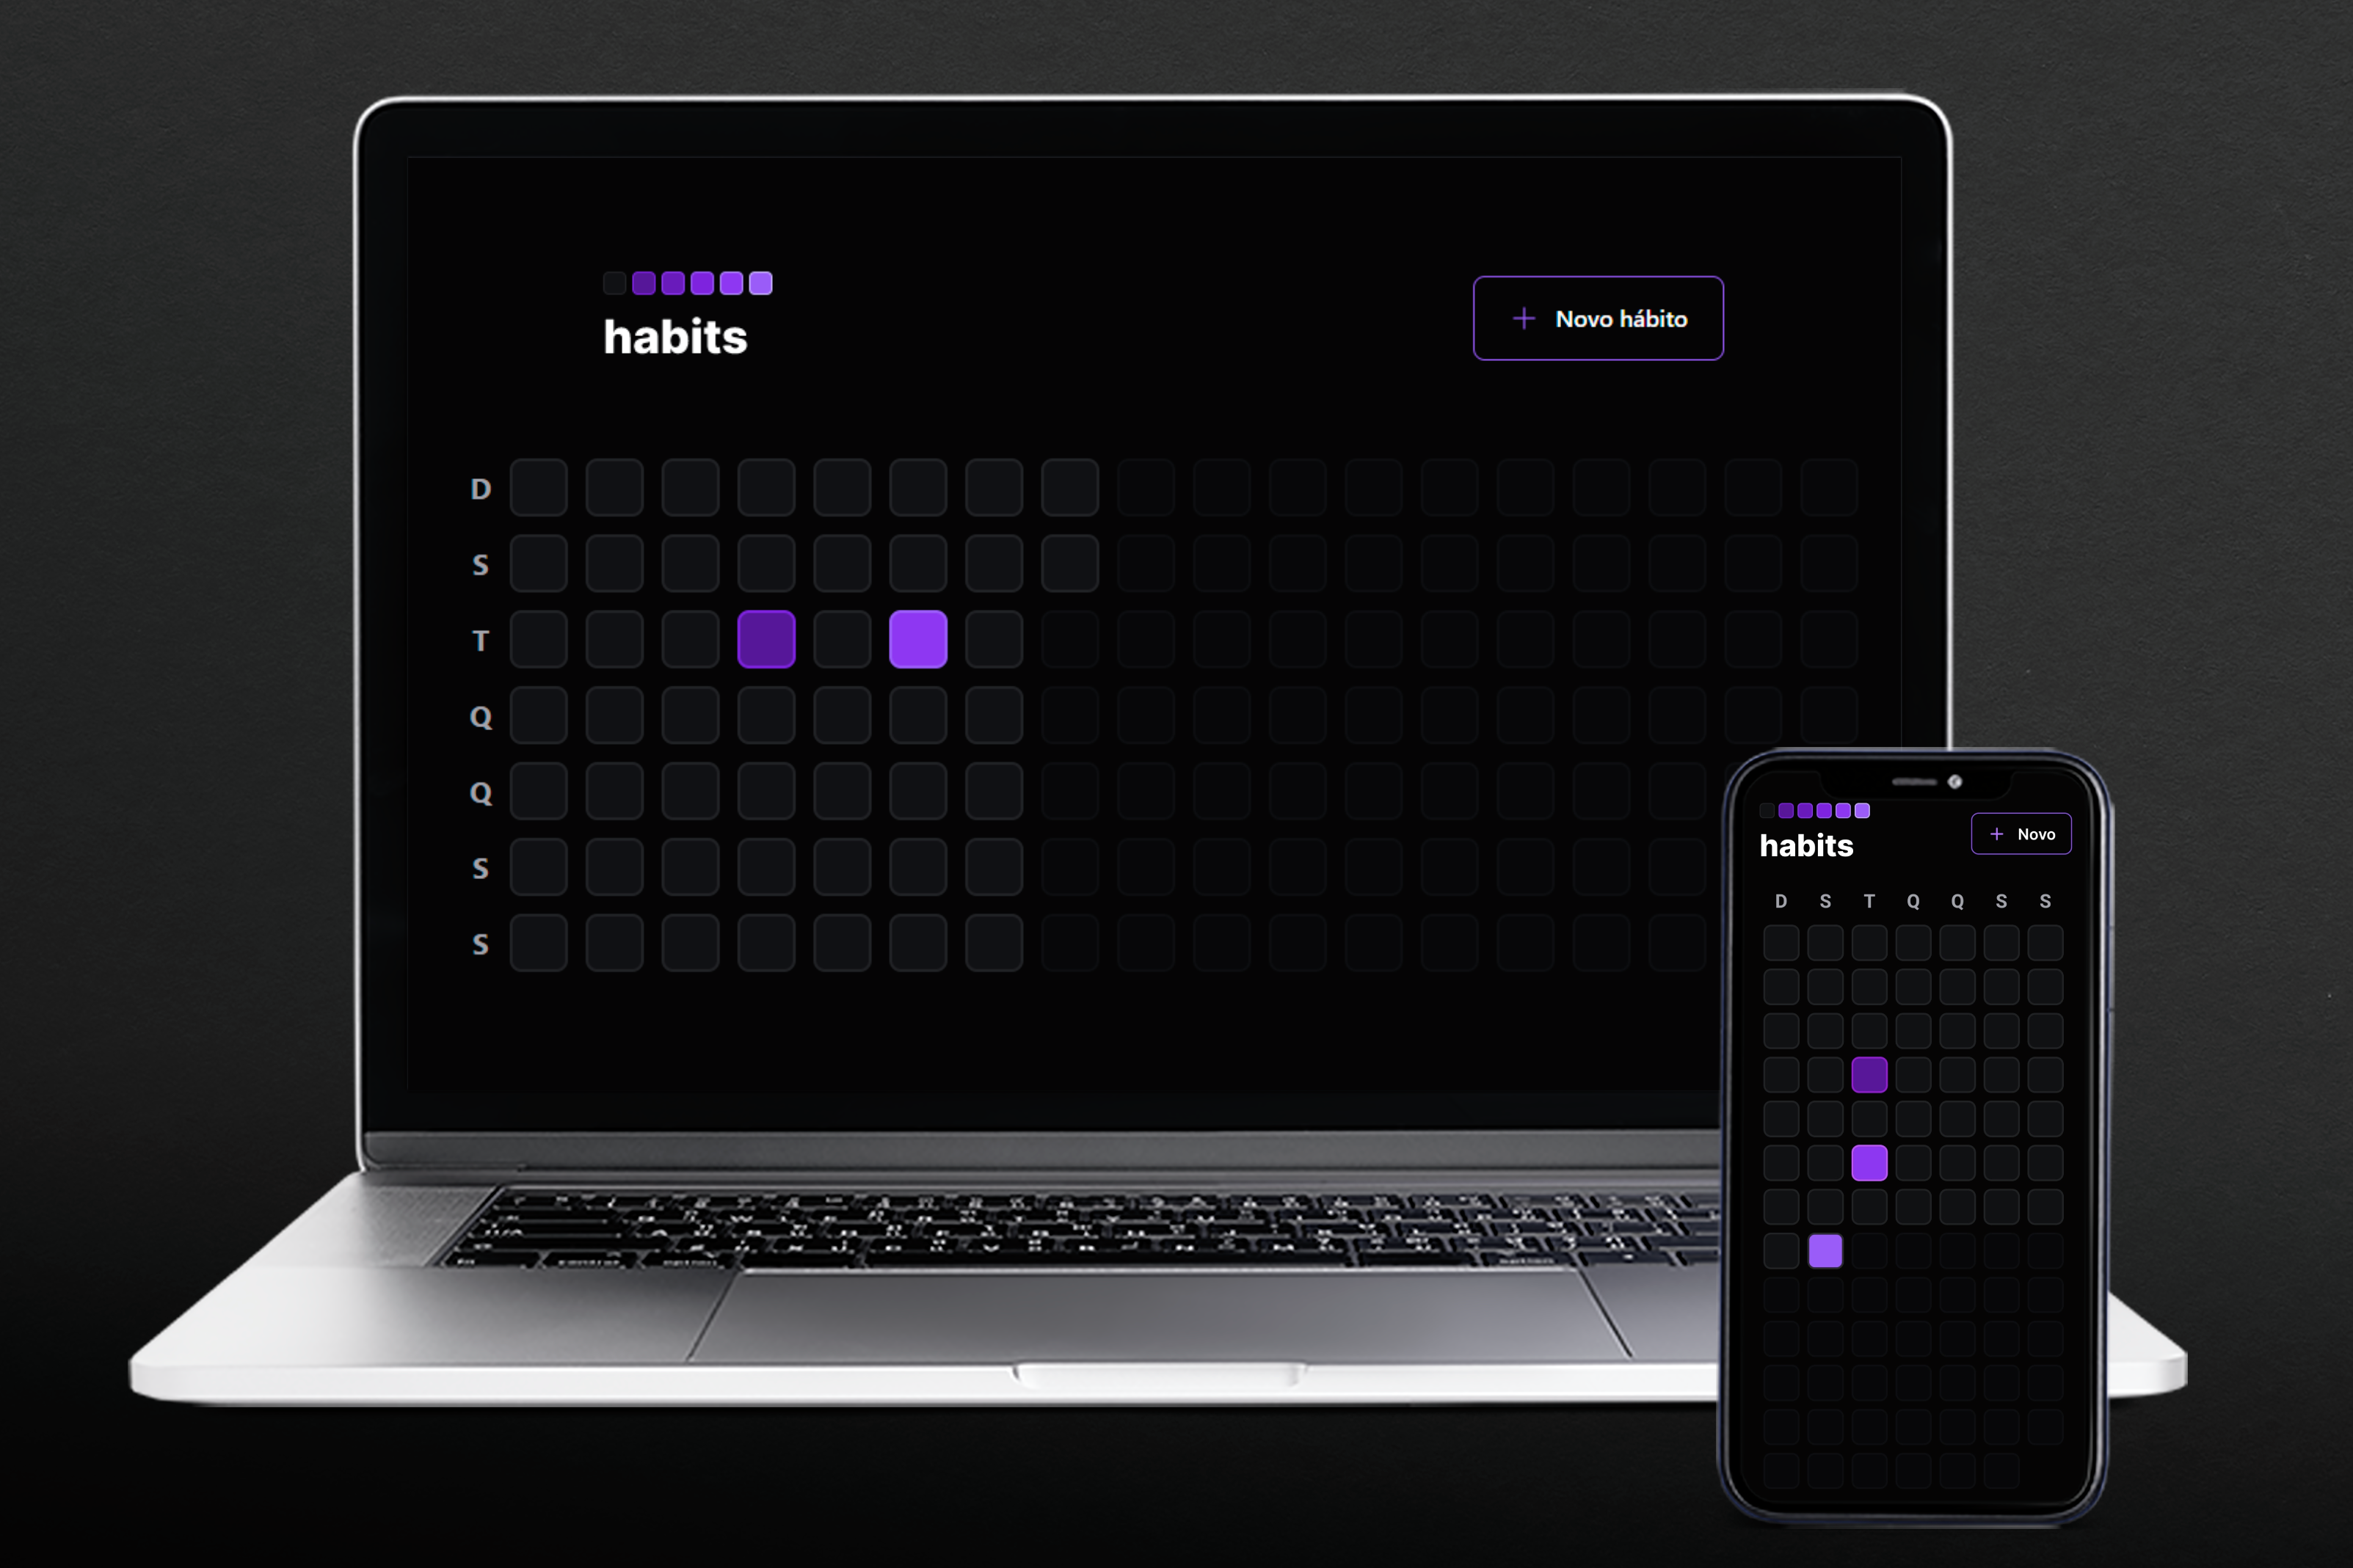 habits
+ Novo hábito
D
S
T
Q
Q
S
S
habits
+ Novo
D S T Q Q S S